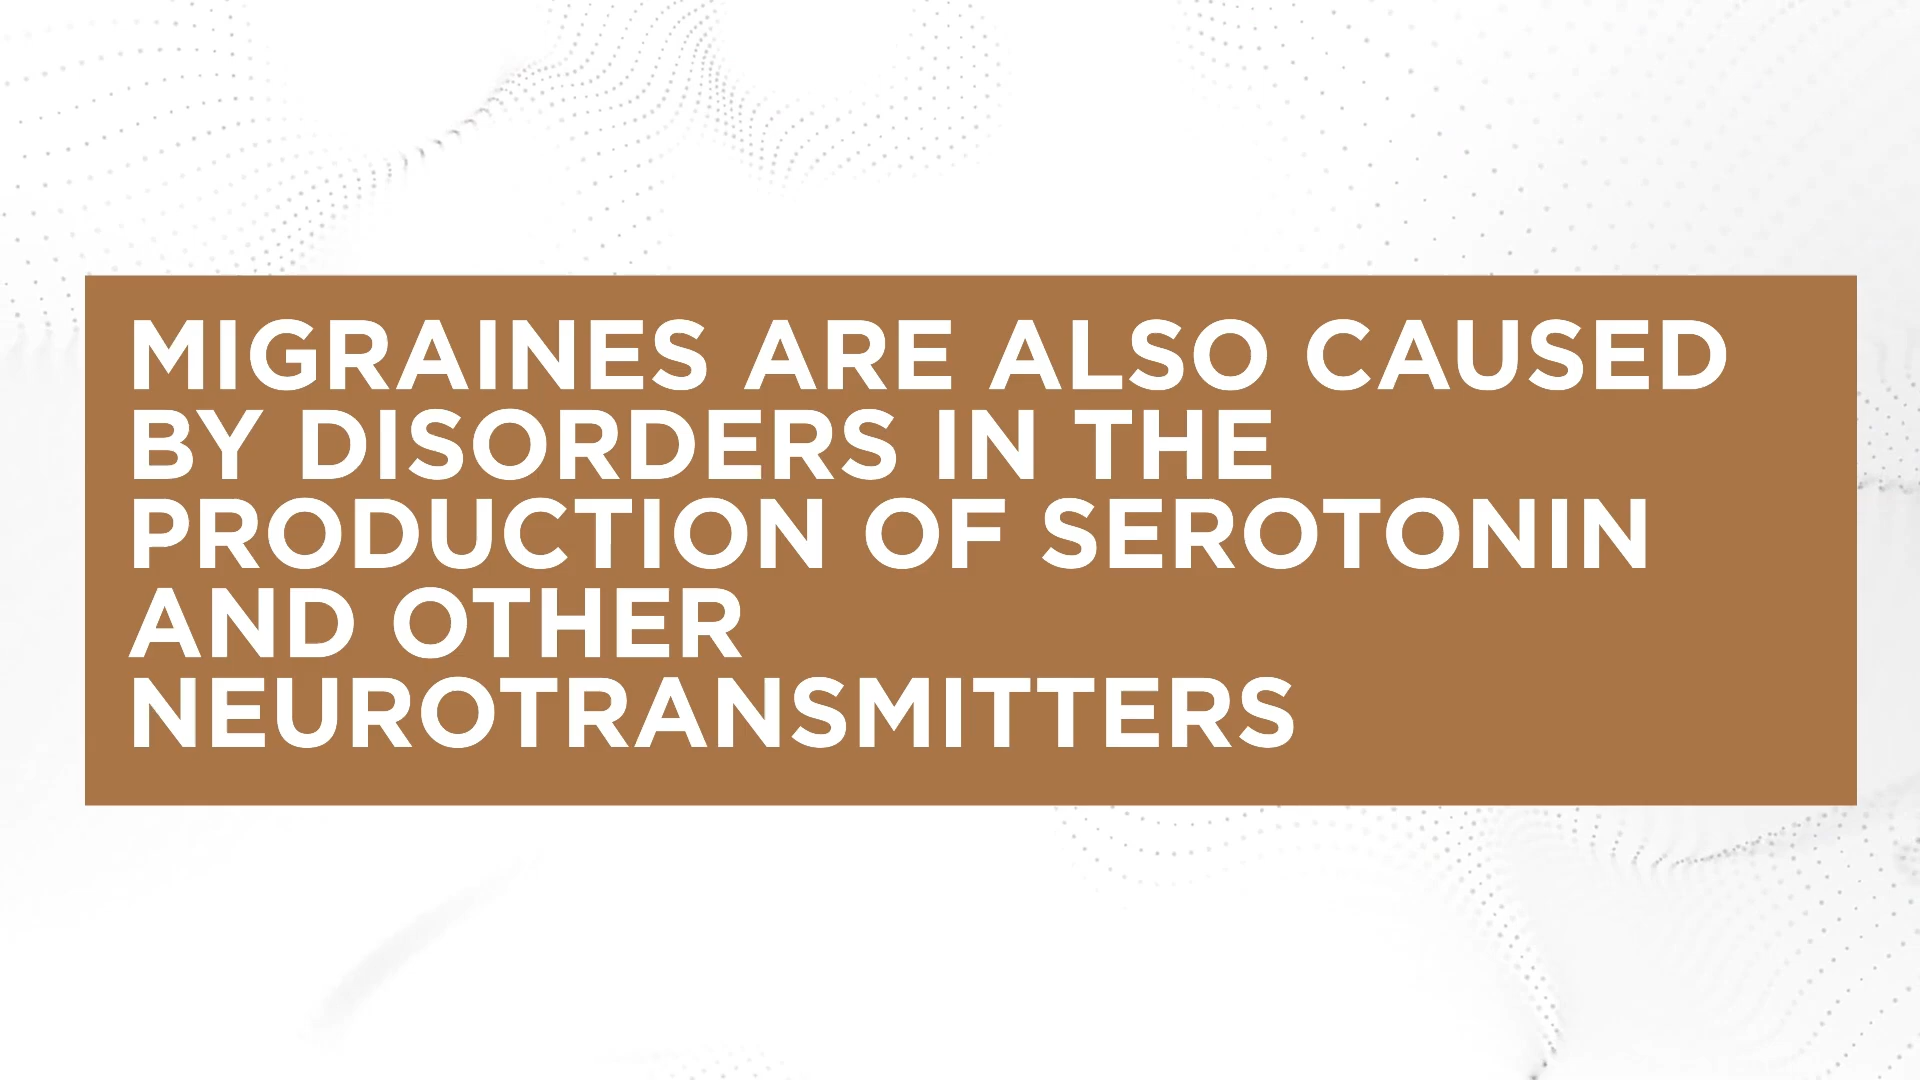 MIGRAINES ARE ALSO CAUSED
BY DISORDERS IN THE
PRODUCTION OF SEROTONIN
AND OTHER
NEUROTRANSMITTERS